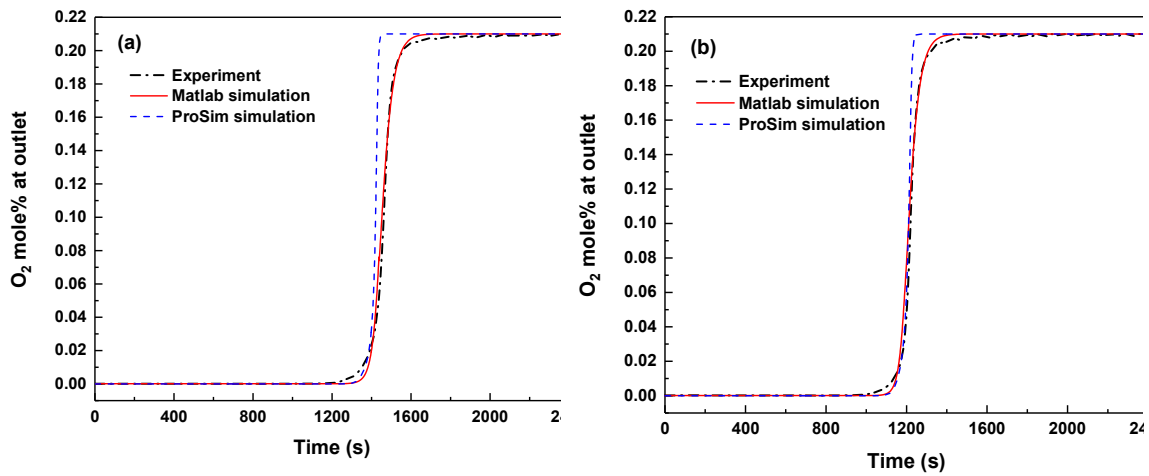 0.22
0.20
0.18
0.16
0.14
0.12
0.10
0.08
0.06
0.04
0.02
0.00
O2 mole% at outlet
(a)
Experiment
Matlab simulation
ProSim simulation
0 400 800 1200 1600 2000 24
Time (s)
0.22
0.20
0.18
0.16
0.14
0.12
0.10
0.08
0.06
0.04
0.02
0.00
O2 mole% at outlet
(b)
Experiment
Matlab simulation
ProSim simulation
0 400 800 1200 1600 2000 24
Time (s)